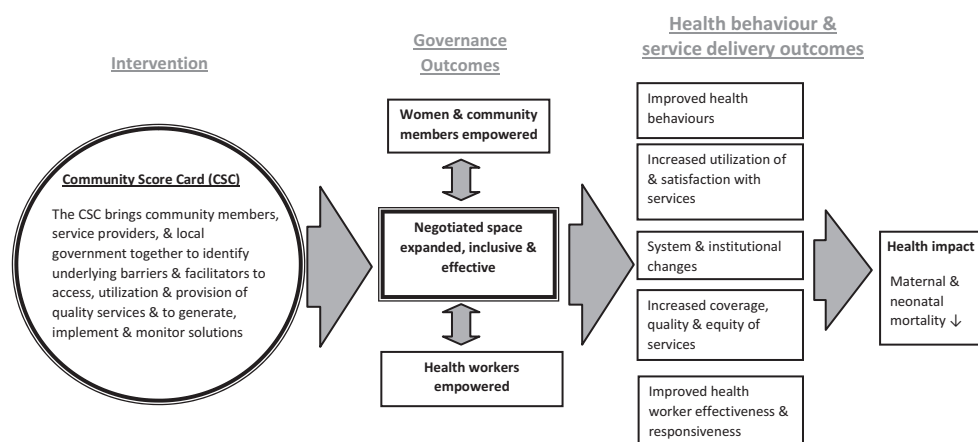 Intervention
Community Score Card (CSC)
The CSC brings community members,
service providers, & local
government together to identify
underlying barriers & facilitators to
access, utilization & provision of
quality services & to generate,
implement & monitor solutions
Governance
Outcomes
Women & community
members empowered
Negotiated space
expanded, inclusive &
effective
Health workers
empowered
Health behaviour &
service delivery outcomes
Improved health
behaviours
Increased utilization of
& satisfaction with
services
System & institutional
changes
Increased coverage,
quality & equity of
services
Improved health
worker effectiveness &
responsiveness
Health impact
Maternal &
neonatal
mortality ↓